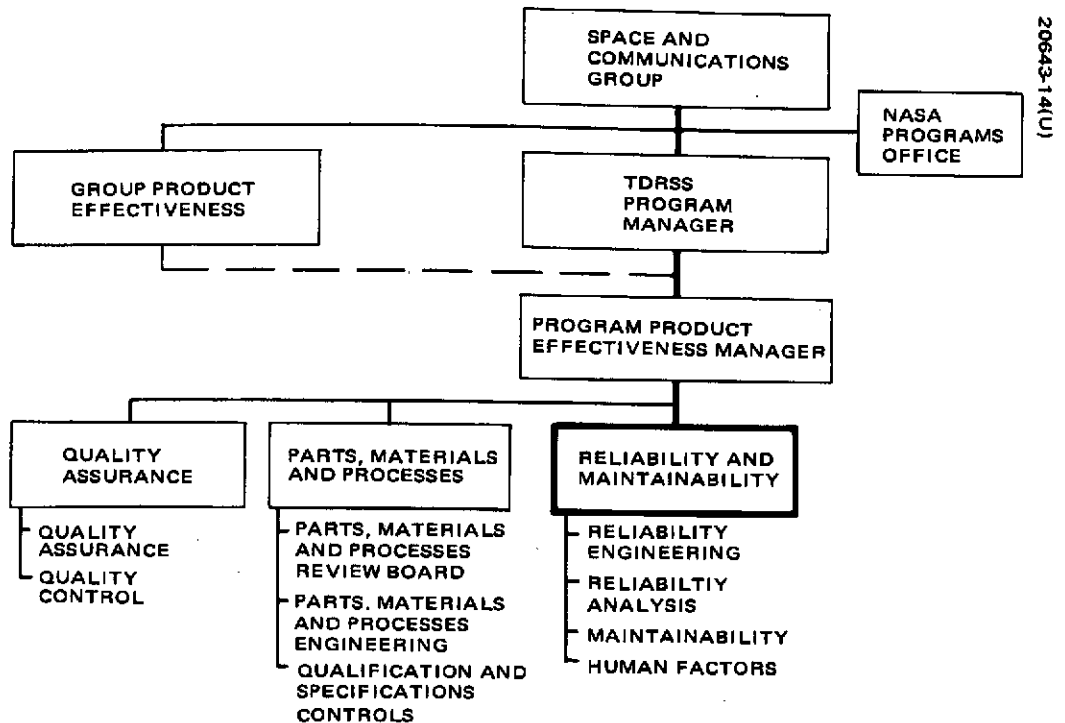 SPACE AND
COMMUNICATIONS
GROUP
20643-14(U)
NASA
PROGRAMS
OFFICE
GROUP PRODUCT
EFFECTIVENESS
TDRSS
PROGRAM
MANAGER
PROGRAM PRODUCT
EFFECTIVENESS MANAGER
QUALITY
ASSURANCE
QUALITY
ASSURANCE
QUALITY
CONTROL
PARTS, MATERIALS
AND PROCESSES
PARTS, MATERIALS
AND PROCESSES
REVIEW BOARD
PARTS. MATERIALS
AND PROCESSES
ENGINEERING
QUALIFICATION AND
SPECIFICATIONS
CONTROLS
RELIABILITY AND
MAINTAINABILITY
RELIABILITY
ENGINEERING
RELIABILTIY
ANALYSIS
MAINTAINABILITY
HUMAN FACTORS